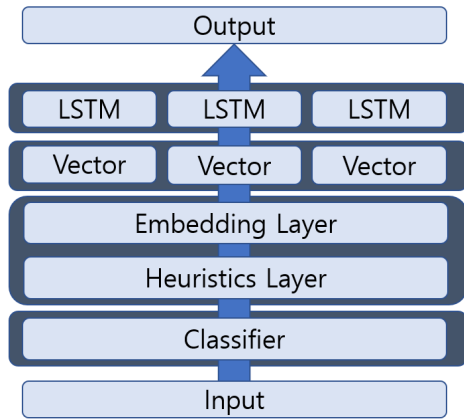 Output
LSTM LSTM LSTM
Vector Vector Vector
Embedding Layer
Heuristics Layer
Classifier
Input